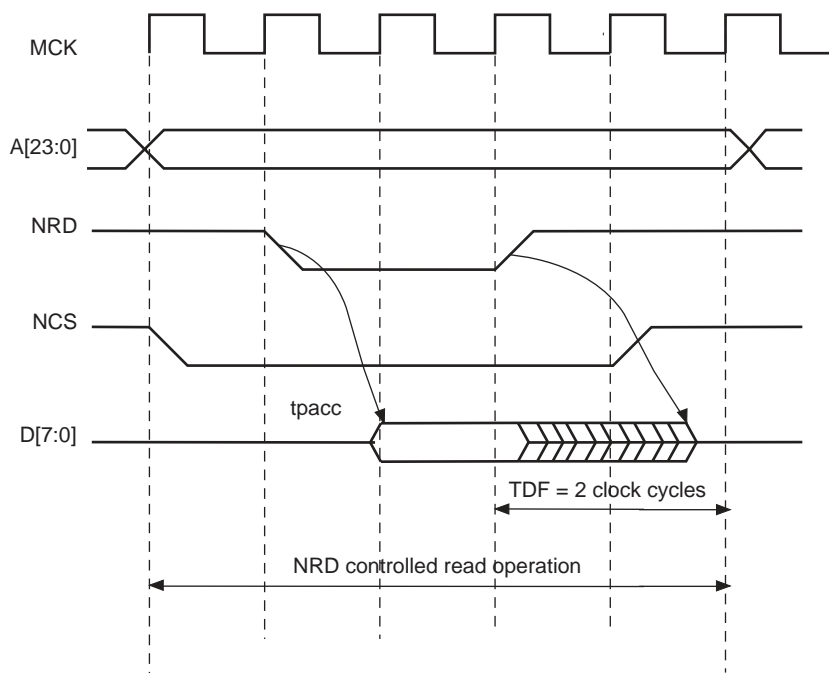 MCK
A[23:0]
NRD
NCS
tpacc
D[7:0]
TDF = 2 clock cycles
NRD controlled read operation